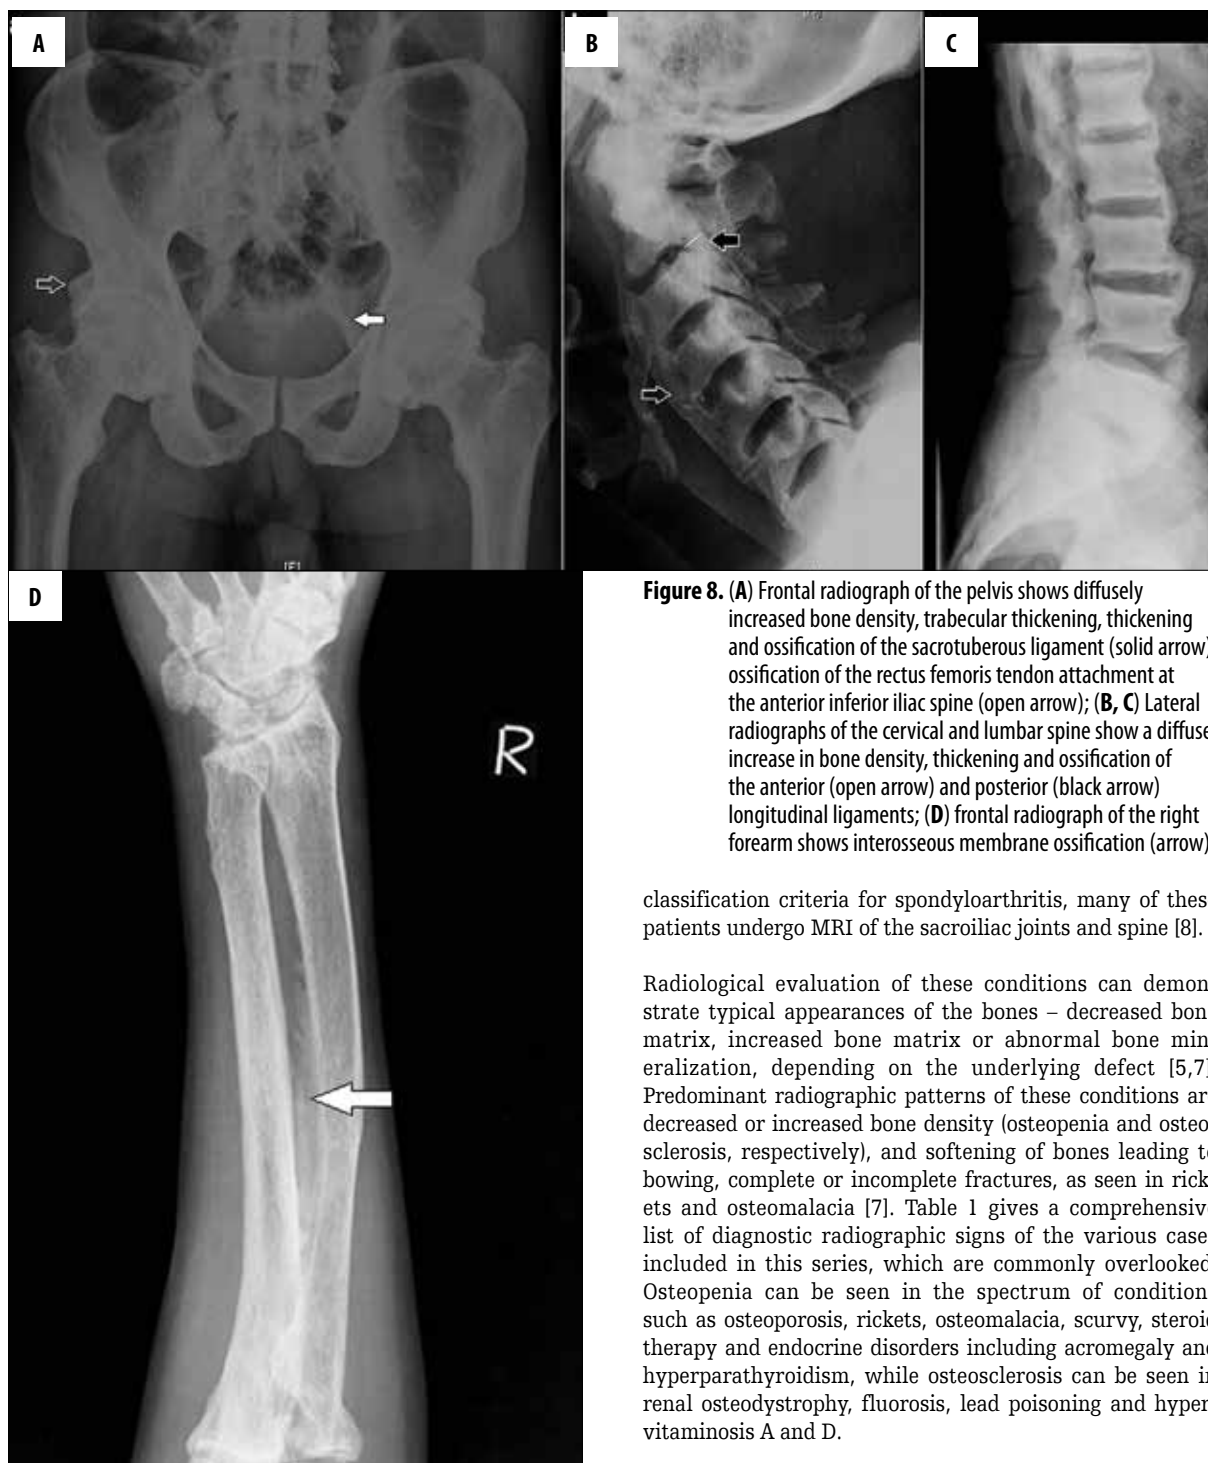 A
B
C
D
R
[F]
Figure 8. (A) Frontal radiograph of the pelvis shows diffusely
increased bone density, trabecular thickening, thickening
and ossification of the sacrotuberous ligament (solid arrow)
ossification of the rectus femoris tendon attachment at
the anterior inferior iliac spine (open arrow); (B, C) Lateral
radiographs of the cervical and lumbar spine show a diffuse
increase in bone density, thickening and ossification of
the anterior (open arrow) and posterior (black arrow)
longitudinal ligaments; (D) frontal radiograph of the right
forearm shows interosseous membrane ossification (arrow)
classification criteria for spondyloarthritis, many of thes
patients undergo MRI of the sacroiliac joints and spine [8].
Radiological evaluation of these conditions can demon
strate typical appearances of the bones – decreased bon
matrix, increased bone matrix or abnormal bone min
eralization, depending on the underlying defect [5,7]
Predominant radiographic patterns of these conditions ar
decreased or increased bone density (osteopenia and osteo
sclerosis, respectively), and softening of bones leading to
bowing, complete or incomplete fractures, as seen in rick
ets and osteomalacia [7]. Table 1 gives a comprehensive
list of diagnostic radiographic signs of the various case
included in this series, which are commonly overlooked
Osteopenia can be seen in the spectrum of condition
such as osteoporosis, rickets, osteomalacia, scurvy, steroid
therapy and endocrine disorders including acromegaly and
hyperparathyroidism, while osteosclerosis can be seen in
renal osteodystrophy, fluorosis, lead poisoning and hyper
vitaminosis A and D.